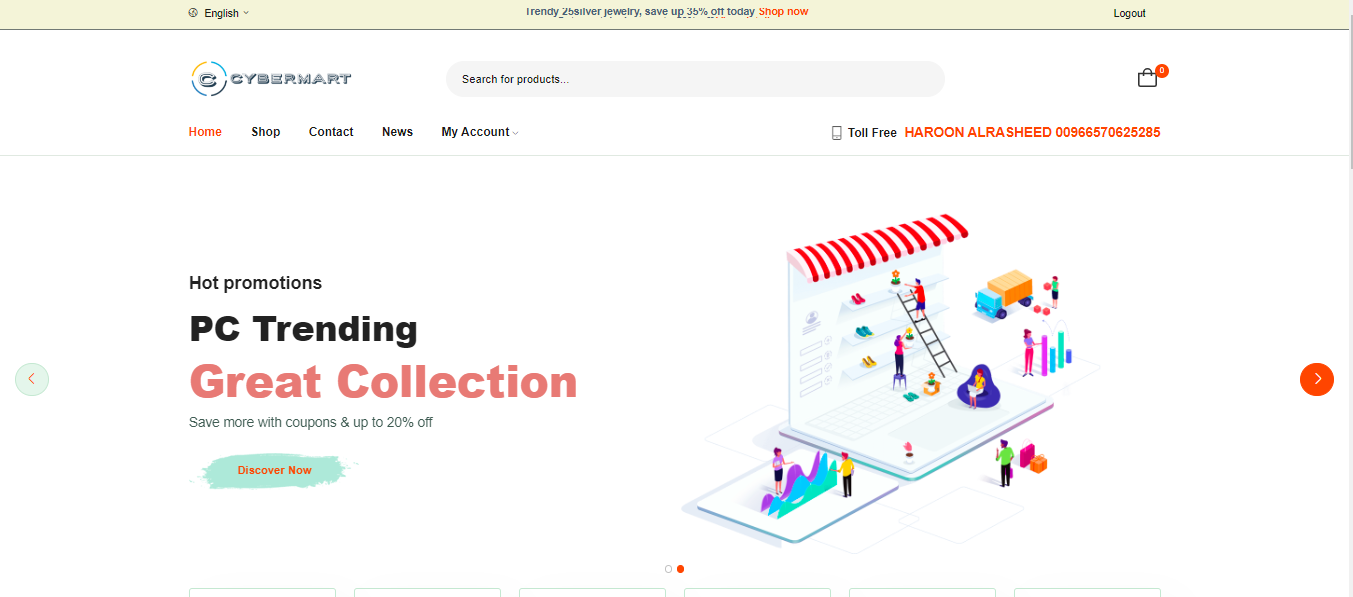 English
Trendy 25silver jewelry, save up 35% off today Shop now
Logout
CYBERMART
Search for products...
0
Home Shop Contact News My Account
Toll Free HAROON ALRASHEED 00966570625285
Hot promotions
PC Trending
Great Collection
Save more with coupons & up to 20% off
Discover Now